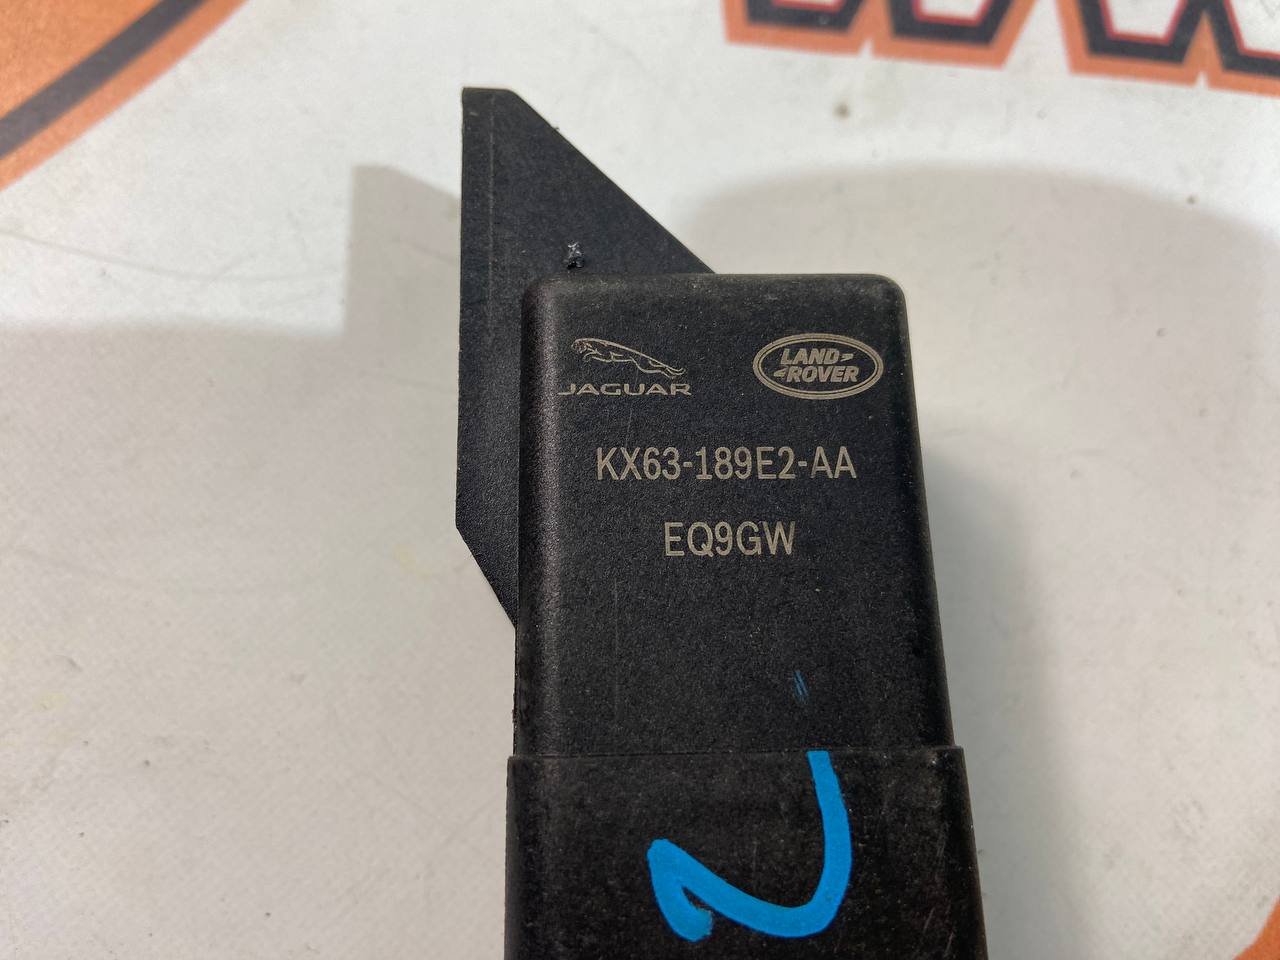 JAGUAR
LAND-
-ROVER
KX63-189E2-AA
EQ9GW